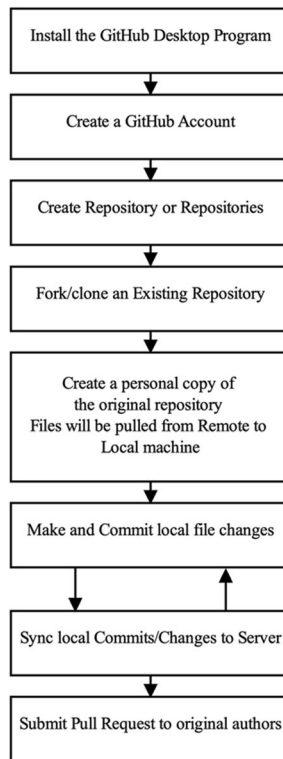 Install the GitHub Desktop Program
Create a GitHub Account
Create Repository or Repositories
Fork/clone an Existing Repository
Create a personal copy of
the original repository
Files will be pulled from Remote to
Local machine
Make and Commit local file changes
Sync local Commits/Changes to Server
Submit Pull Request to original authors